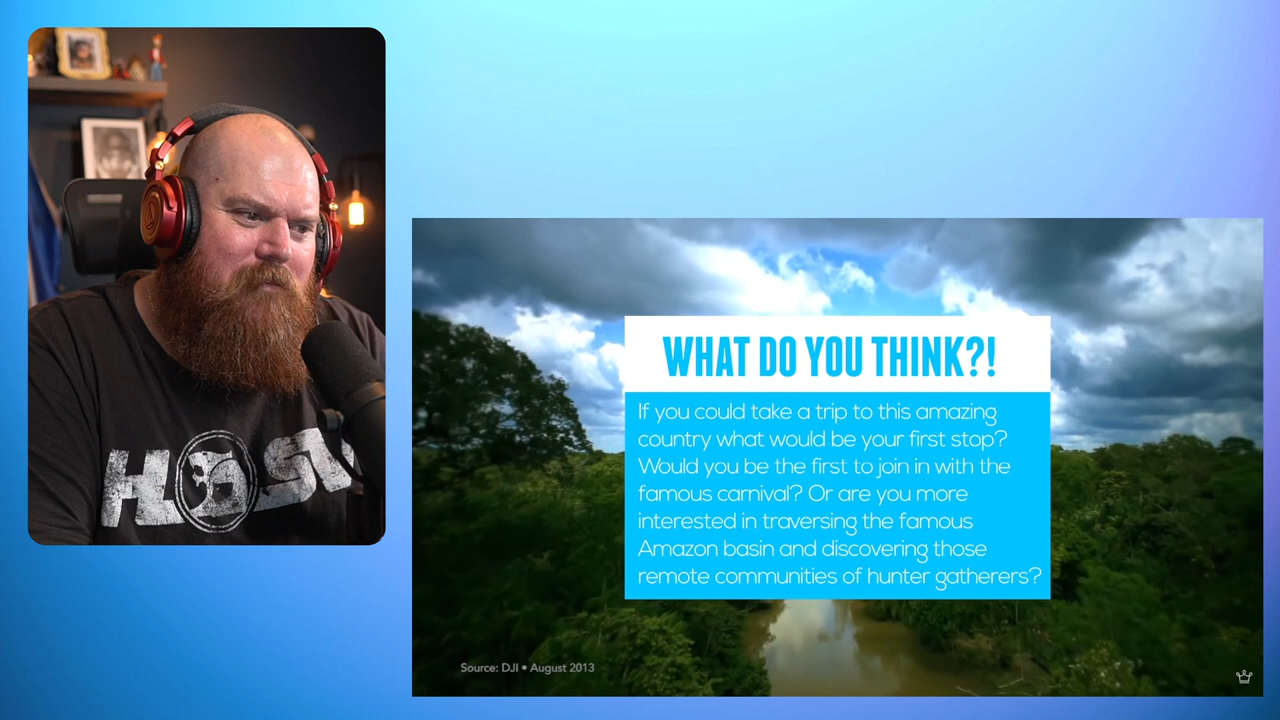 WHAT DO YOU THINK?!
If you could take a trip to this amazing
country what would be your first stop?
Would you be the first to join in with the
famous carnival? Or are you more
interested in traversing the famous
Amazon basin and discovering those
remote communities of hunter gatherers?
Source: DJI • August 2013